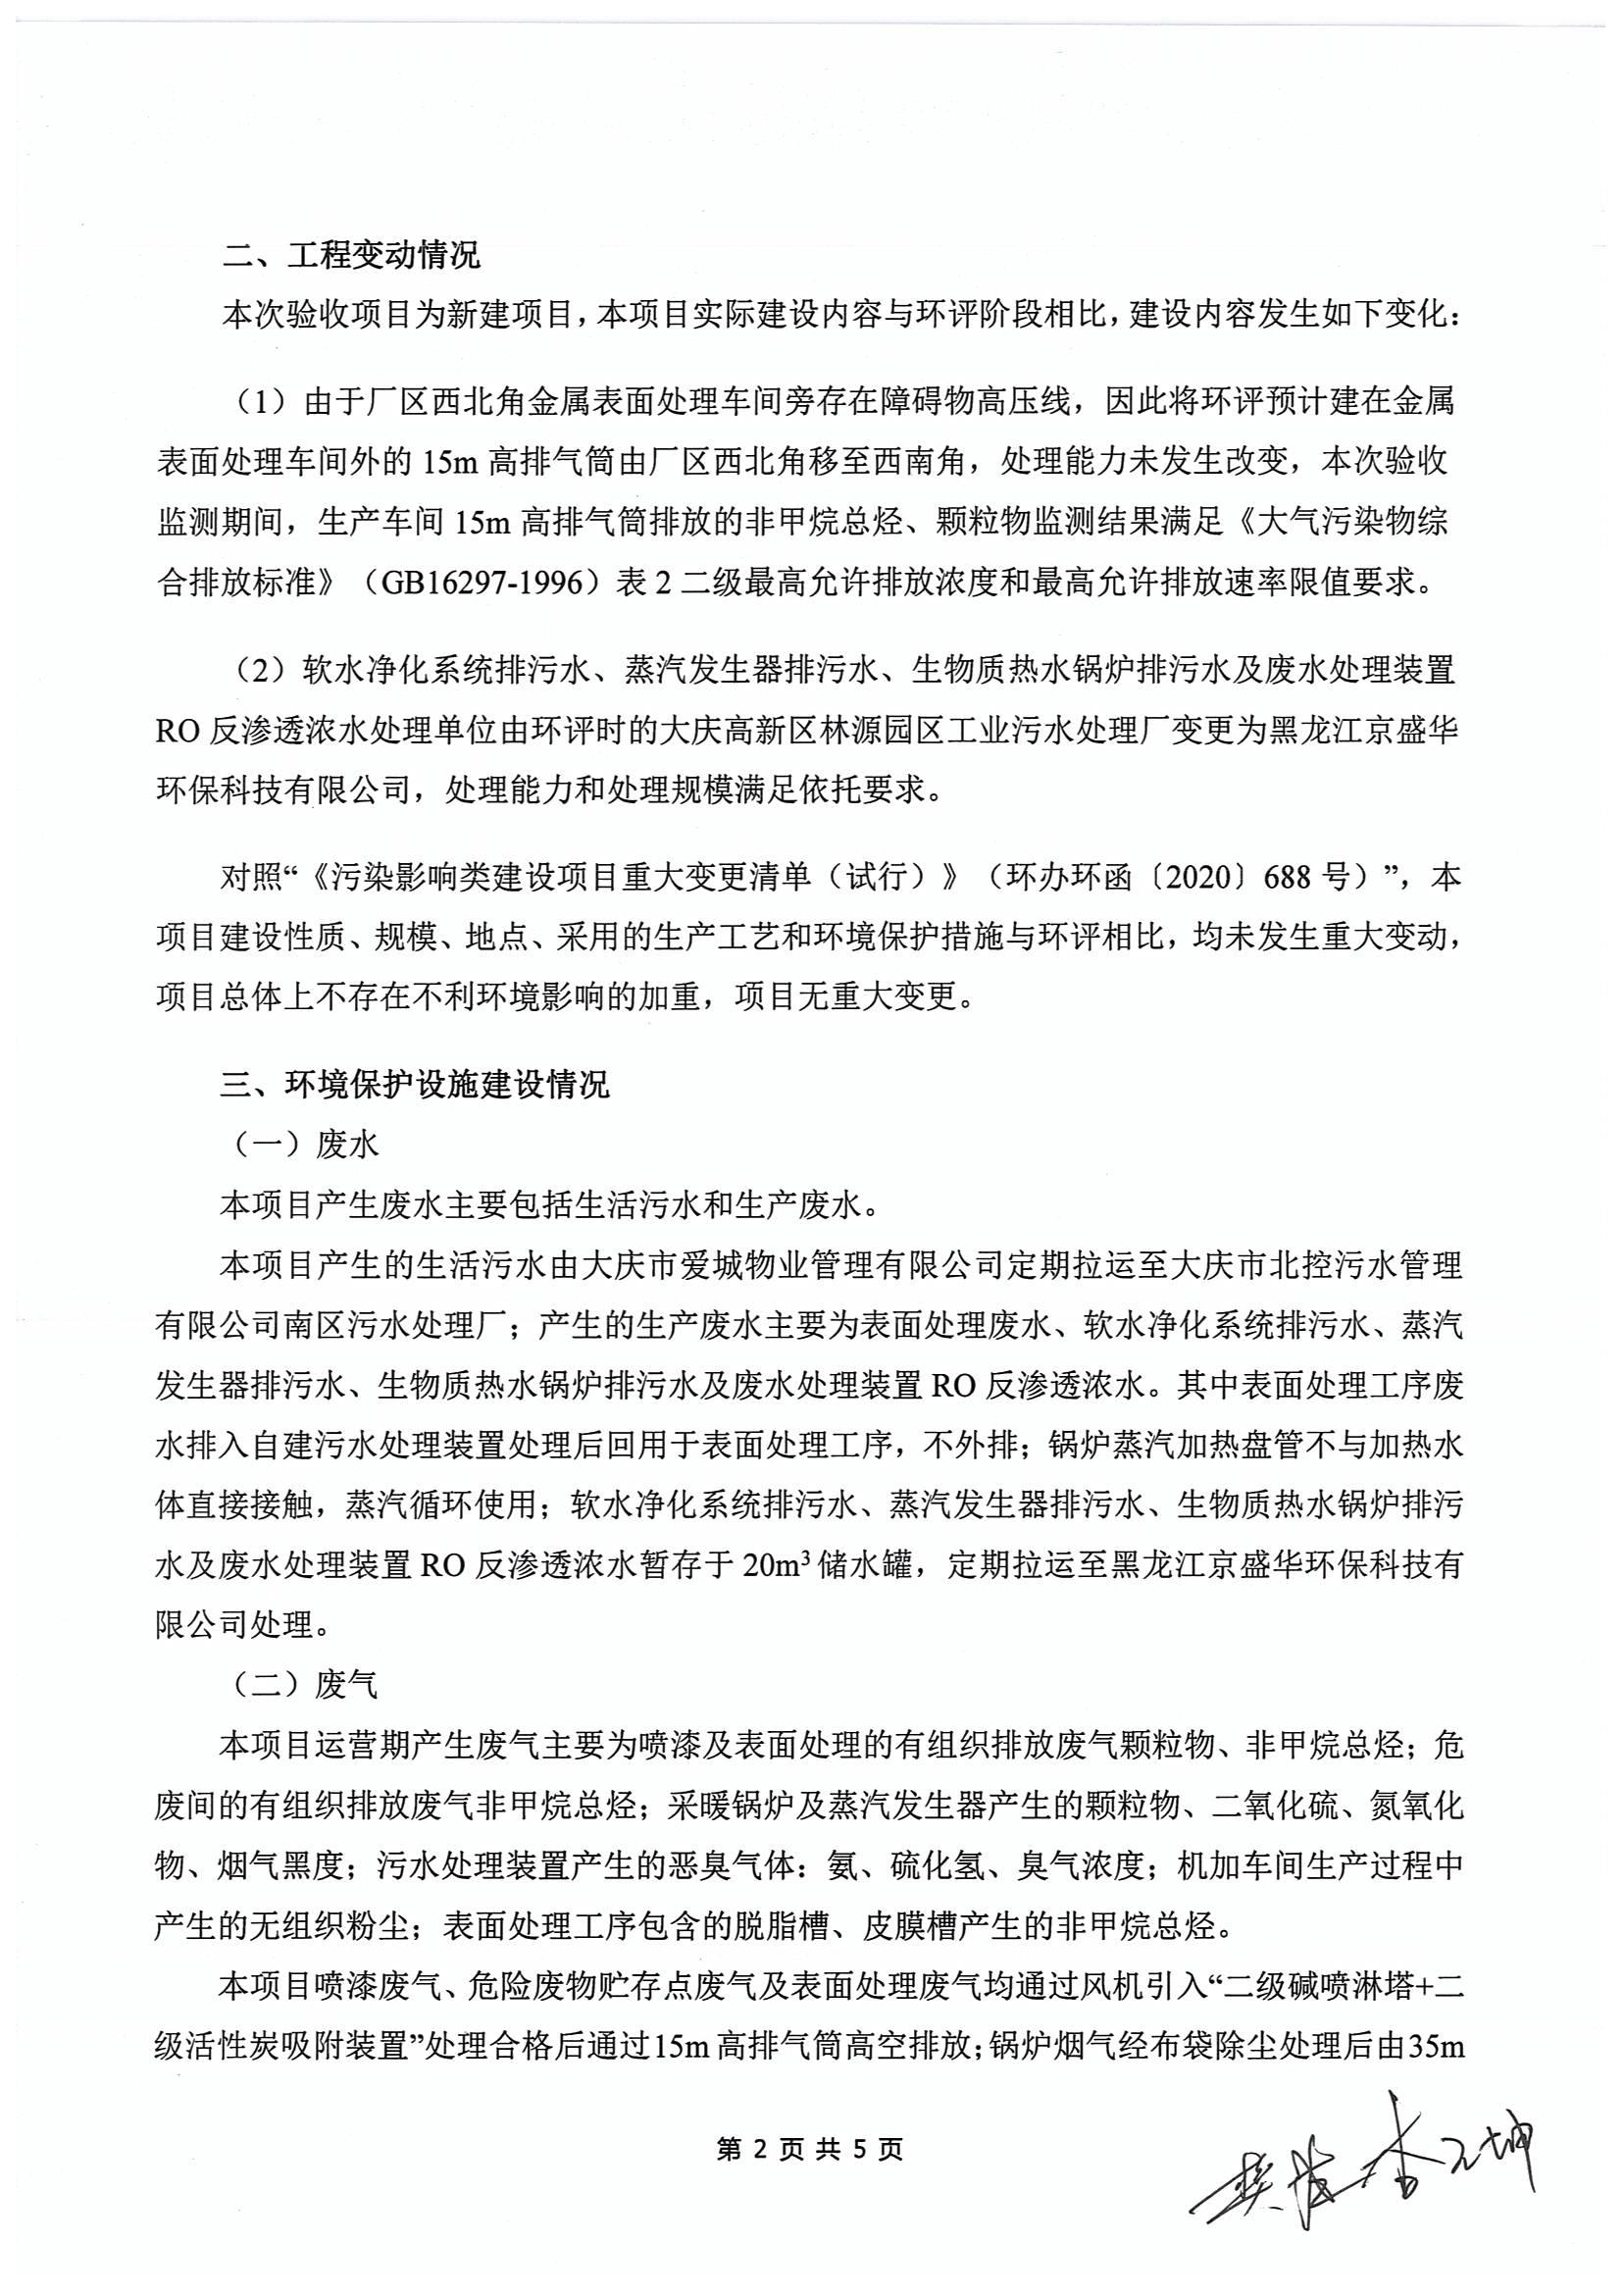 二、工程变动情况
本次验收项目为新建项目，本项目实际建设内容与环评阶段相比，建设内容发生如下变化：
（1）由于厂区西北角金属表面处理车间旁存在障碍物高压线，因此将环评预计建在金属
表面处理车间外的 15m 高排气筒由厂区西北角移至西南角，处理能力未发生改变，本次验收
监测期间，生产车间 15m 高排气筒排放的非甲烷总烃、颗粒物监测结果满足《大气污染物综
合排放标准》（GB16297-1996）表 2 二级最高允许排放浓度和最高允许排放速率限值要求。
（2）软水净化系统排污水、蒸汽发生器排污水、生物质热水锅炉排污水及废水处理装置
RO 反渗透浓水处理单位由环评时的大庆高新区林源园区工业污水处理厂变更为黑龙江京盛华
环保科技有限公司，处理能力和处理规模满足依托要求。
对照“《污染影响类建设项目重大变更清单（试行）》（环办环函〔2020〕688 号）”，本
项目建设性质、规模、地点、采用的生产工艺和环境保护措施与环评相比，均未发生重大变动，
项目总体上不存在不利环境影响的加重，项目无重大变更。
三、环境保护设施建设情况
（一）废水
本项目产生废水主要包括生活污水和生产废水。
本项目产生的生活污水由大庆市爱城物业管理有限公司定期拉运至大庆市北控污水管理
有限公司南区污水处理厂；产生的生产废水主要为表面处理废水、软水净化系统排污水、蒸汽
发生器排污水、生物质热水锅炉排污水及废水处理装置 RO 反渗透浓水。其中表面处理工序废
水排入自建污水处理装置处理后回用于表面处理工序，不外排；锅炉蒸汽加热盘管不与加热水
体直接接触，蒸汽循环使用；软水净化系统排污水、蒸汽发生器排污水、生物质热水锅炉排污
水及废水处理装置 RO 反渗透浓水暂存于 20m³ 储水罐，定期拉运至黑龙江京盛华环保科技有
限公司处理。
（二）废气
本项目运营期产生废气主要为喷漆及表面处理的有组织排放废气颗粒物、非甲烷总烃；危
废间的有组织排放废气非甲烷总烃；采暖锅炉及蒸汽发生器产生的颗粒物、二氧化硫、氮氧化
物、烟气黑度；污水处理装置产生的恶臭气体：氨、硫化氢、臭气浓度；机加车间生产过程中
产生的无组织粉尘；表面处理工序包含的脱脂槽、皮膜槽产生的非甲烷总烃。
本项目喷漆废气、危险废物贮存点废气及表面处理废气均通过风机引入“二级碱喷淋塔+二
级活性炭吸附装置”处理合格后通过15m 高排气筒高空排放；锅炉烟气经布袋除尘处理后由35m
第 2 页 共 5 页